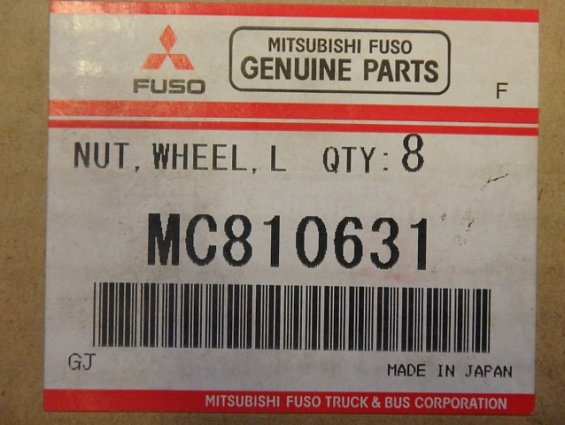 FUSO
MITSUBISHI FUSO
GENUINE PARTS
F
NUT, WHEEL, L QTY: 8
MC810631
GJ
MADE IN JAPAN
MITSUBISHI FUSO TRUCK & BUS CORPORATION